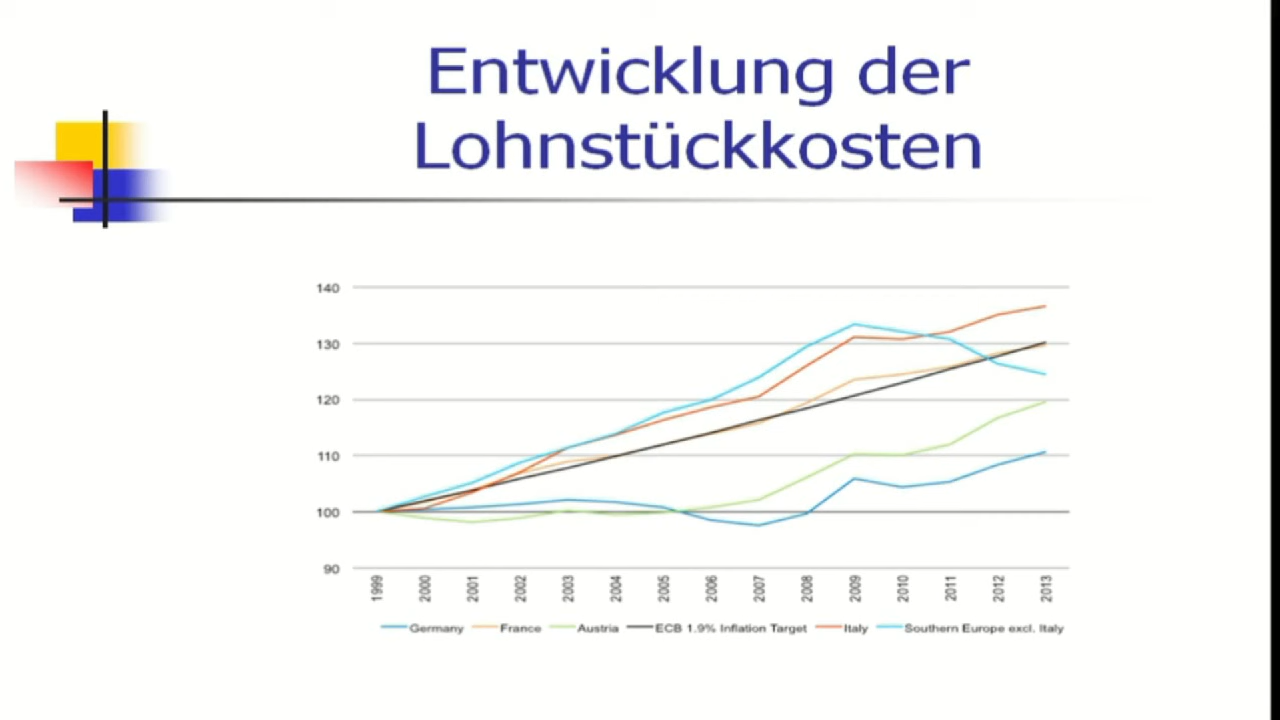 Entwicklung der
Lohnstückkosten
140
130
120
110
100
90
1999 2000 2001 2002 2003 2004 2005 2006 2007 2008 2009 2010 2011 2012 2013
Germany France Austria ECB 1.9% Inflation Target Italy Southern Europe excl. Italy